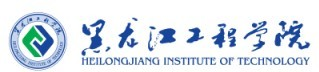 黑龙江工程学院
HEILONGJIANG INSTITUTE OF TECHNOLOGY